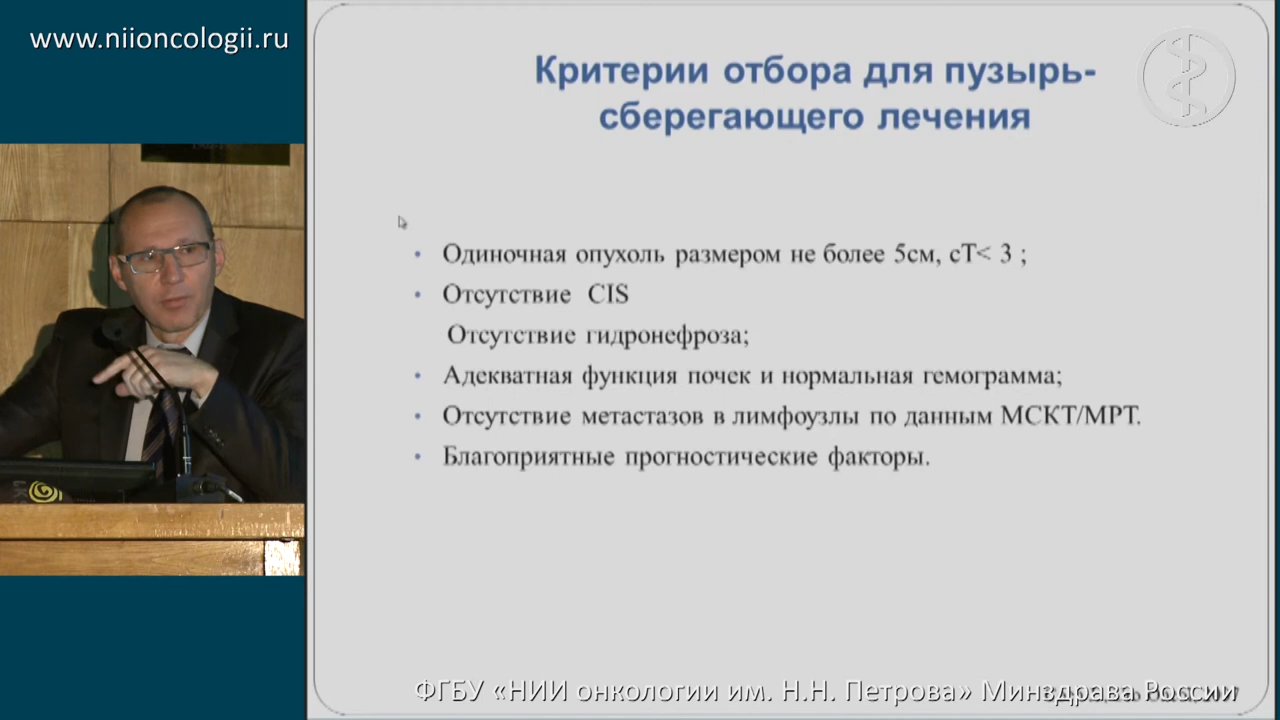 www.niioncologii.ru
Критерии отбора для пузырь-
сберегающего лечения
• Одиночная опухоль размером не более 5см, cT< 3 ;
• Отсутствие CIS
Отсутствие гидронефроза;
• Адекватная функция почек и нормальная гемограмма;
• Отсутствие метастазов в лимфоузлы по данным МСКТ/МРТ.
• Благоприятные прогностические факторы.
ФГБУ «НИИ онкологии им. Н.Н. Петрова» Минздрава России